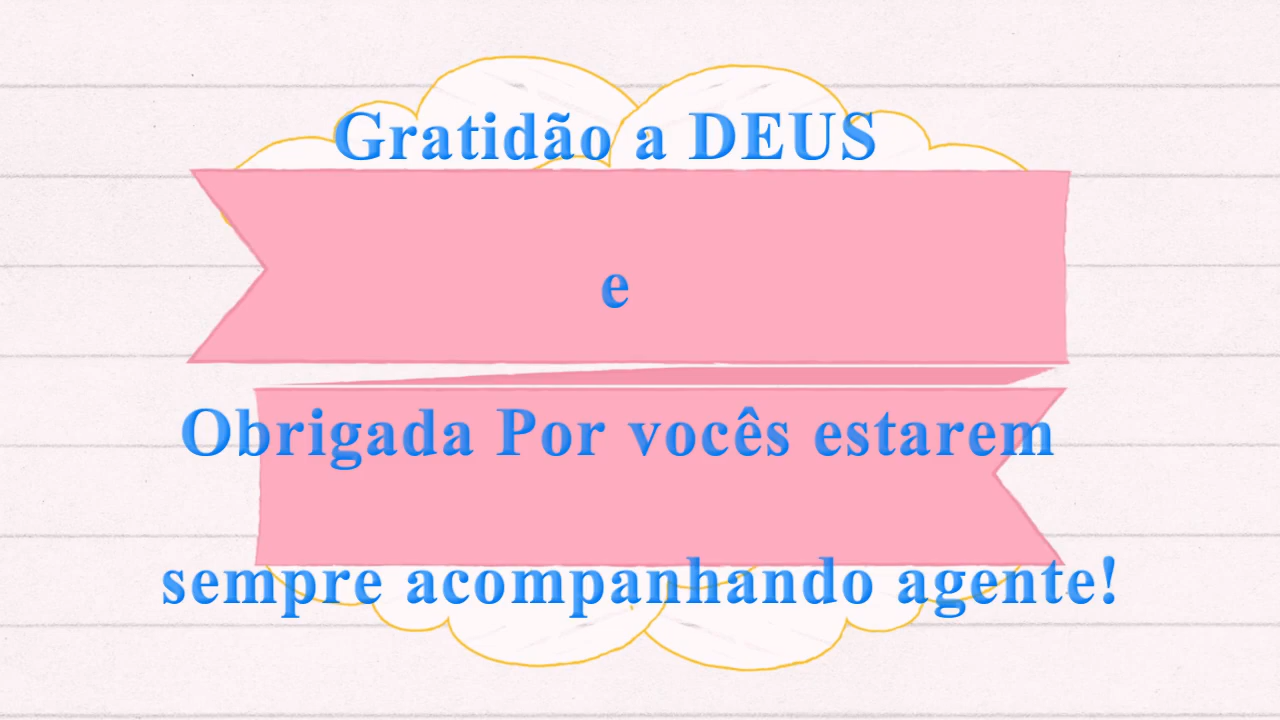 Gratidão a DEUS
e
Obrigada Por vocês estarem
sempre acompanhando agente!